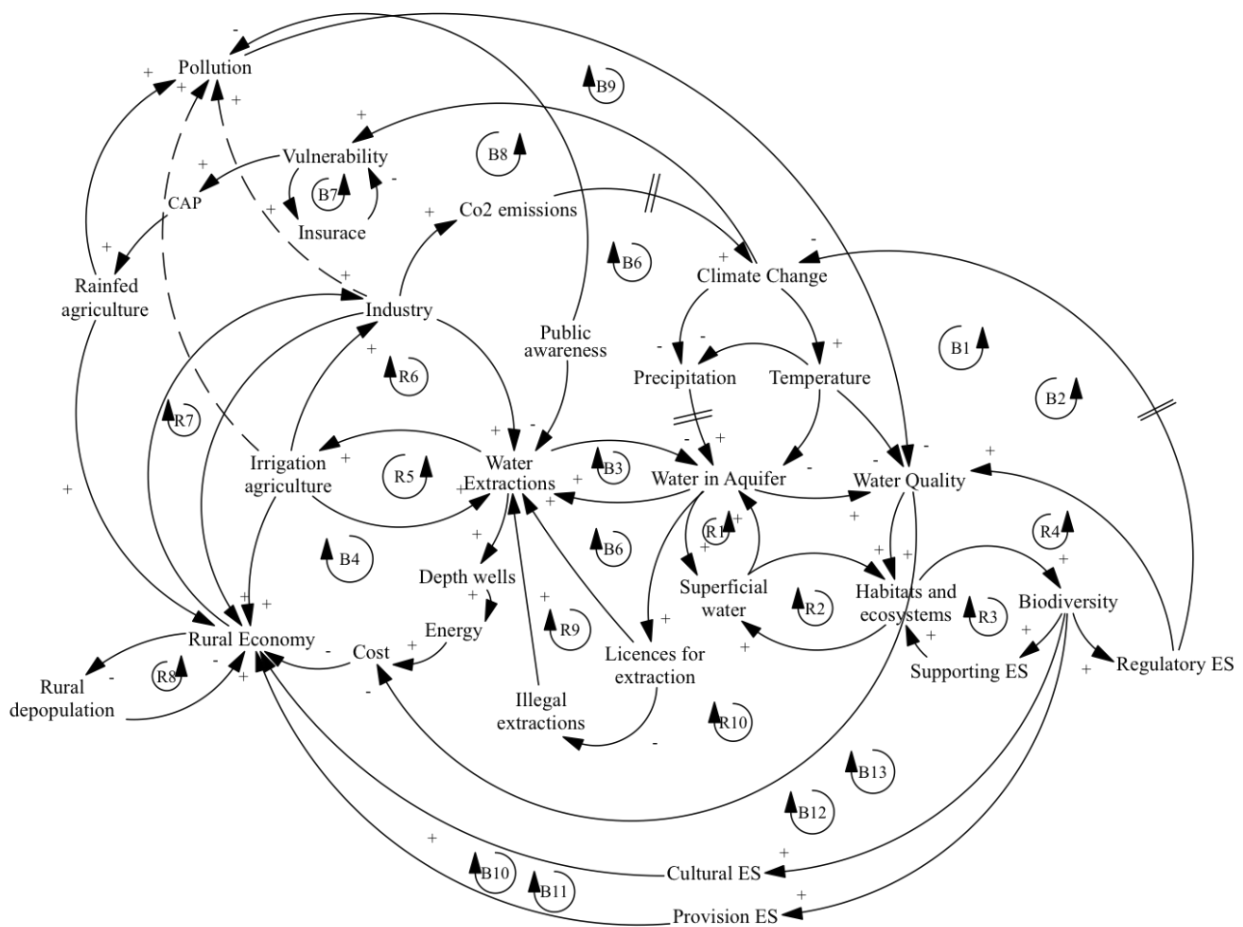 Pollution
B9
Vulnerability
B8
B7
CAP
Co2 emissions
Insurace
B6
Climate Change
Rainfed
agriculture
Industry
Public
awareness
B1
R6
Precipitation
Temperature
B2
R7
Irrigation
agriculture
R5
Water
Extractions
B3
Water in Aquifer
Water Quality
R1
R4
B4
B6
Depth wells
Superficial
water
R2
Habitats and
ecosystems
R3
Biodiversity
Rural Economy
Energy
R9
Cost
Licences for
extraction
Supporting ES
Regulatory ES
R8
Rural
depopulation
Illegal
extractions
R10
B13
B12
Cultural ES
B10
B11
Provision ES